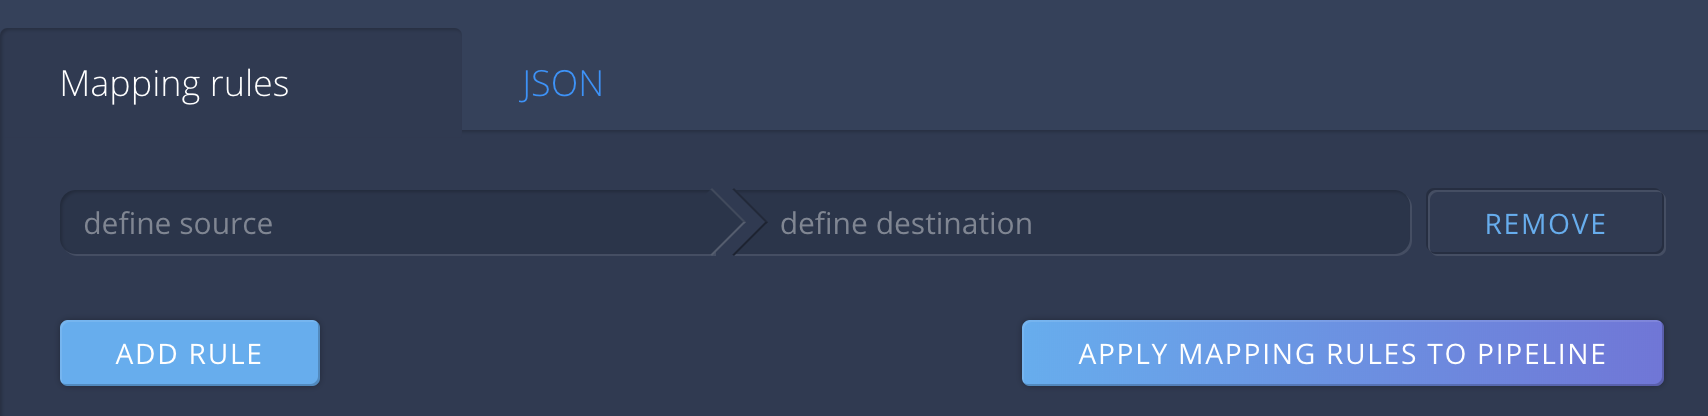 Mapping rules
JSON
define source
define destination
REMOVE
ADD RULE
APPLY MAPPING RULES TO PIPELINE